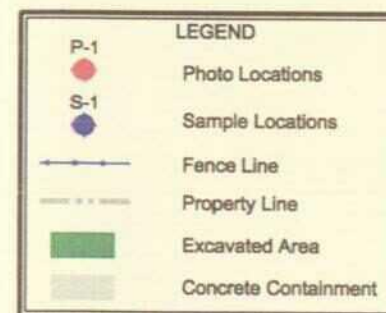 LEGEND
P-1
Photo Locations
S-1
Sample Locations
Fence Line
Property Line
Excavated Area
Concrete Containment